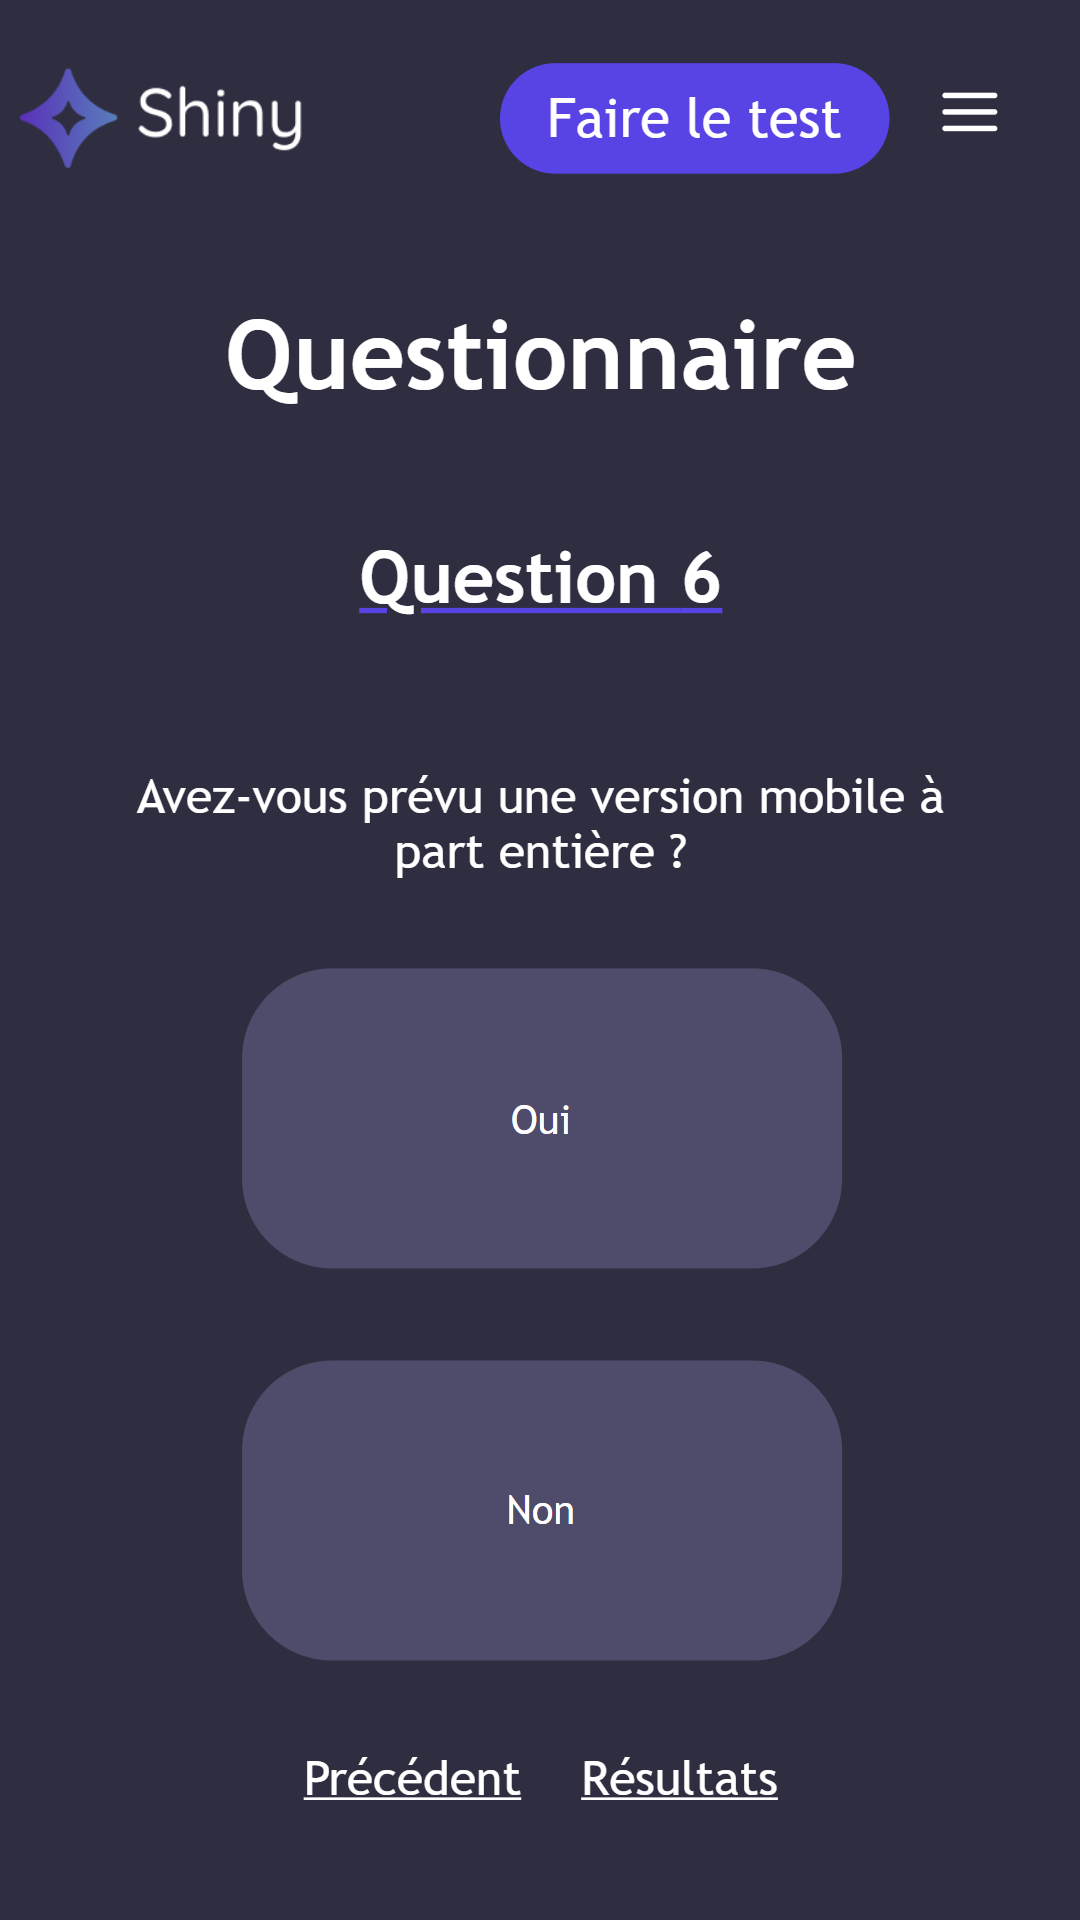 Shiny
Faire le test
Questionnaire
Question 6
Avez-vous prévu une version mobile à
part entière ?
Oui
Non
Précédent
Résultats